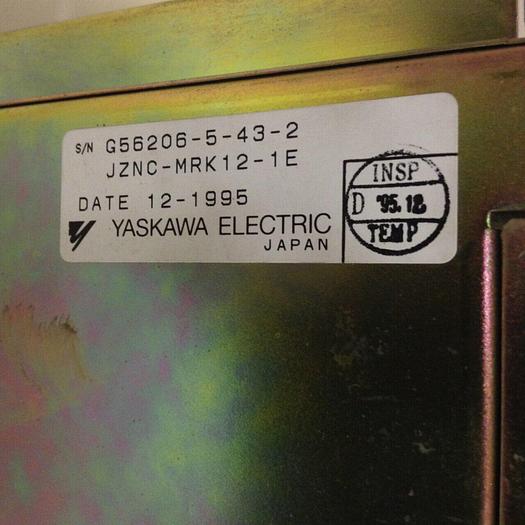 S/N G56206-5-43-2
JZNC-MRK12-1E
DATE 12-1995
YASKAWA ELECTRIC
JAPAN
INSP
D '95.12
TEMP